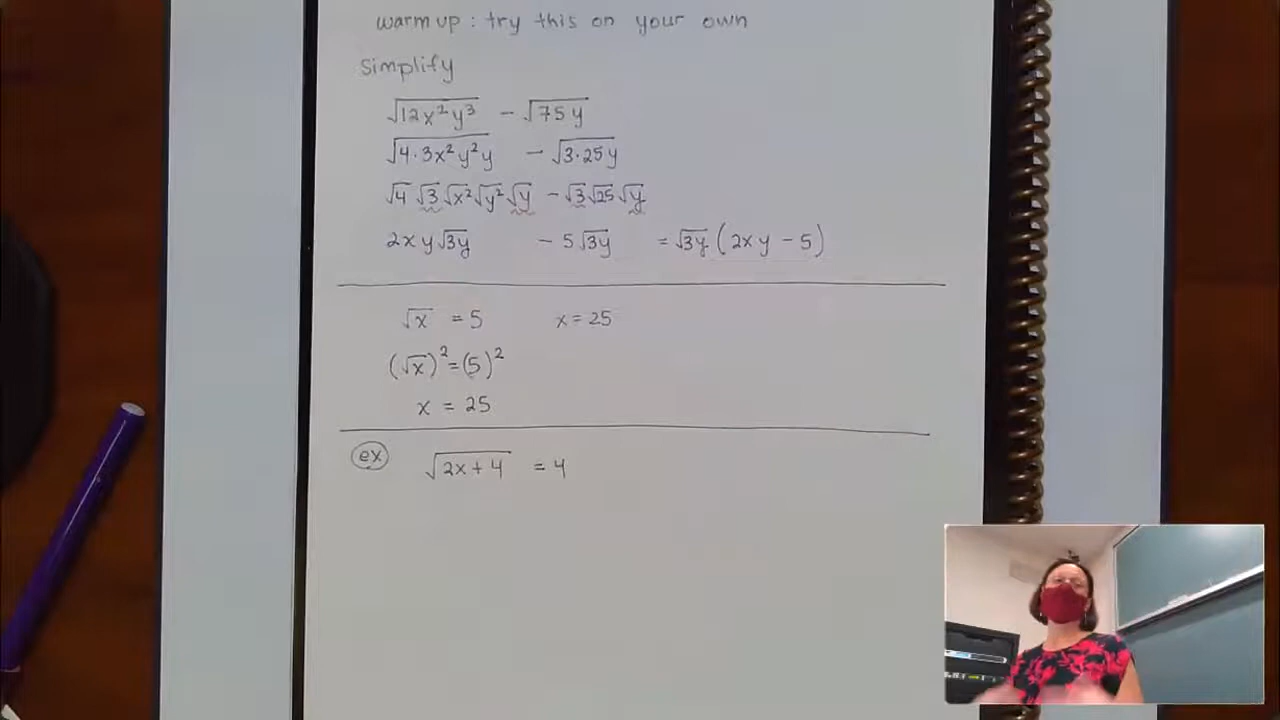 warm up : try this on your own
Simplify
√12x²y³ - √75y
√4·3x²y²y - √3·25y
√4 √3 √x² √y² √y - √3 √25 √y
2xy√3y - 5√3y = √3y (2xy - 5)
√x = 5 x = 25
(√x)² = (5)²
x = 25
ex √2x+4 = 4